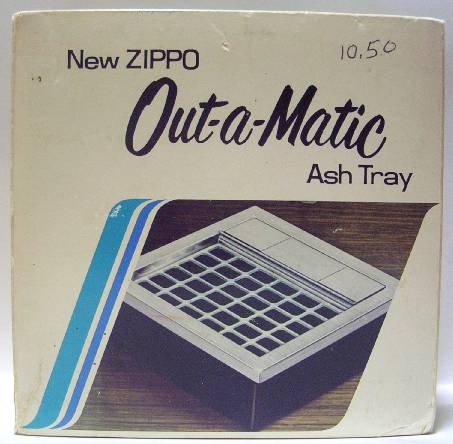 New ZIPPO
10.50
Out-a-Matic
Ash Tray